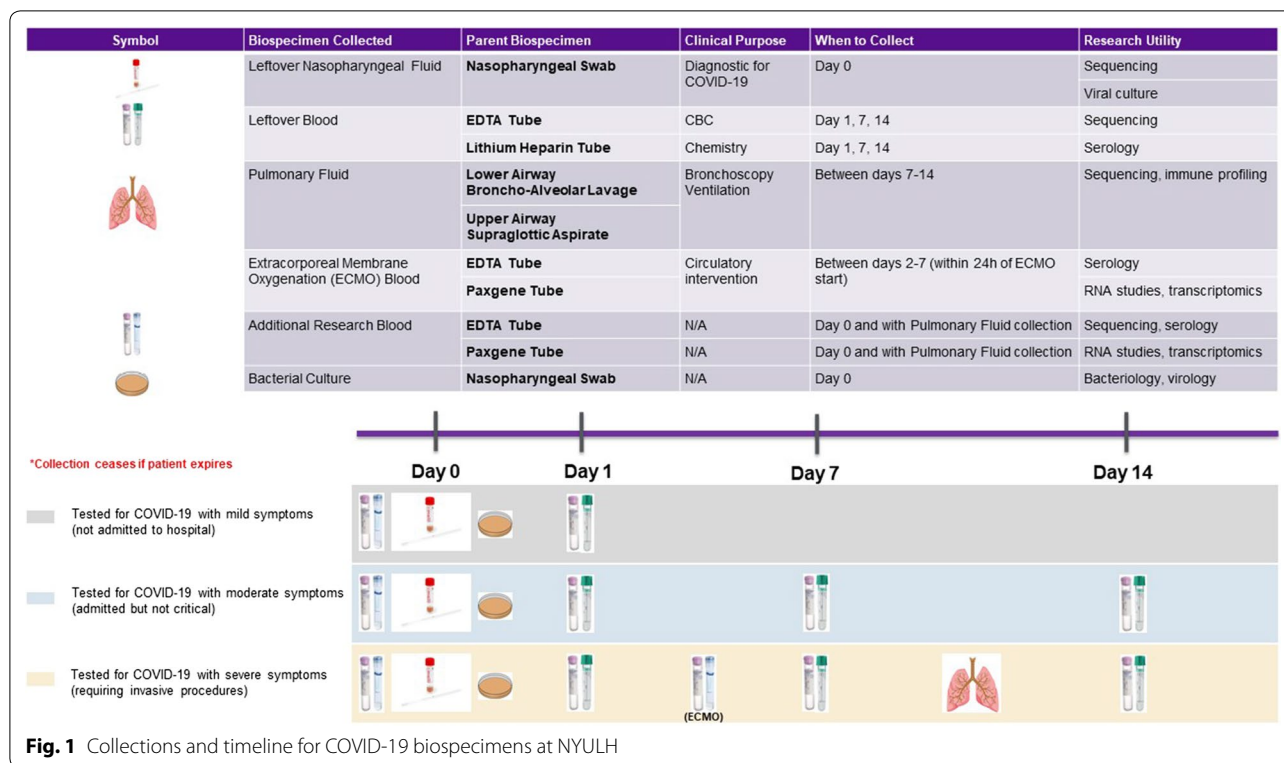 Symbol Biospecimen Collected Parent Biospecimen Clinical Purpose When to Collect Research Utility
Leftover Nasopharyngeal Fluid Nasopharyngeal Swab Diagnostic for COVID-19 Day 0 Sequencing
Viral culture
Leftover Blood EDTA Tube CBC Day 1, 7, 14 Sequencing
Lithium Heparin Tube Chemistry Day 1, 7, 14 Serology
Pulmonary Fluid Lower Airway Broncho-Alveolar Lavage Bronchoscopy Ventilation Between days 7-14 Sequencing, immune profiling
Upper Airway
Supraglottic Aspirate
Extracorporeal Membrane Oxygenation (ECMO) Blood EDTA Tube Circulatory intervention Between days 2-7 (within 24h of ECMO start) Serology
Paxgene Tube RNA studies, transcriptomics
Additional Research Blood EDTA Tube N/A Day 0 and with Pulmonary Fluid collection Sequencing, serology
Paxgene Tube N/A Day 0 and with Pulmonary Fluid collection RNA studies, transcriptomics
Bacterial Culture Nasopharyngeal Swab N/A Day 0 Bacteriology, virology
*Collection ceases if patient expires
Day 0 Day 1 Day 7 Day 14
Tested for COVID-19 with mild symptoms
(not admitted to hospital)
Tested for COVID-19 with moderate symptoms
(admitted but not critical)
Tested for COVID-19 with severe symptoms
(requiring invasive procedures)
(ECMO)
Fig. 1 Collections and timeline for COVID-19 biospecimens at NYULH